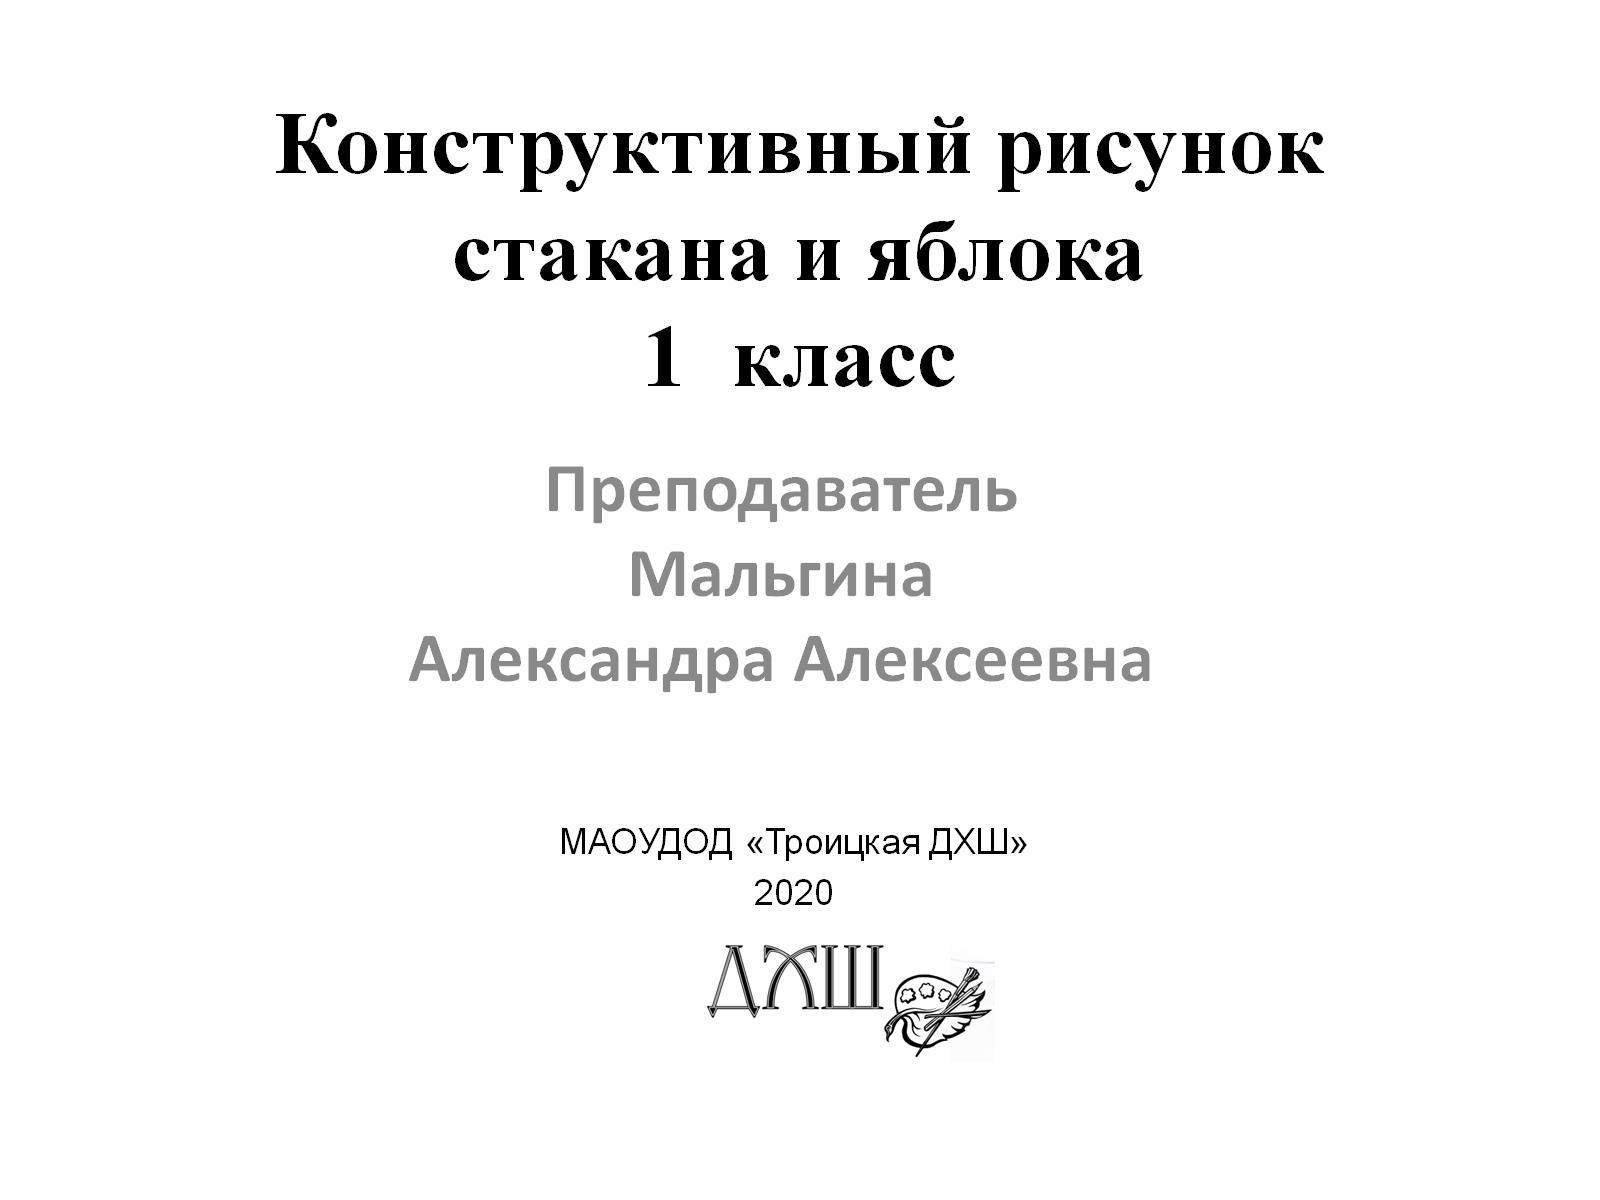 Конструктивный рисунок
стакана и яблока
1 класс
Преподаватель
Мальгина
Александра Алексеевна
МАОУДОД «Троицкая ДХШ»
2020
ДХШ